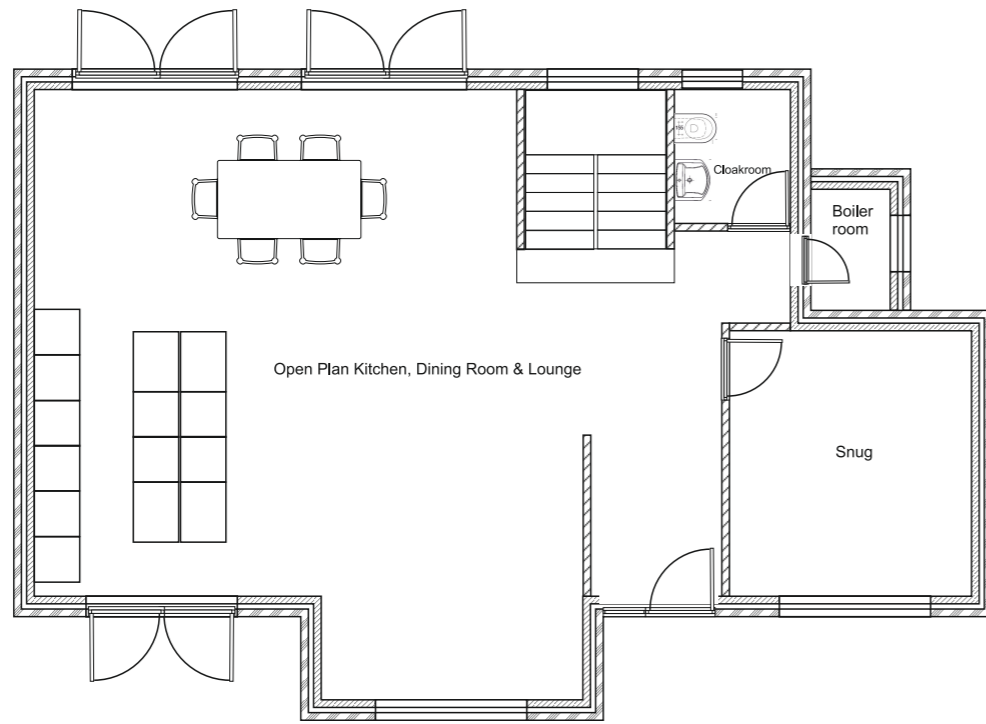 Cloakroom
Boiler
room
Open Plan Kitchen, Dining Room & Lounge
Snug